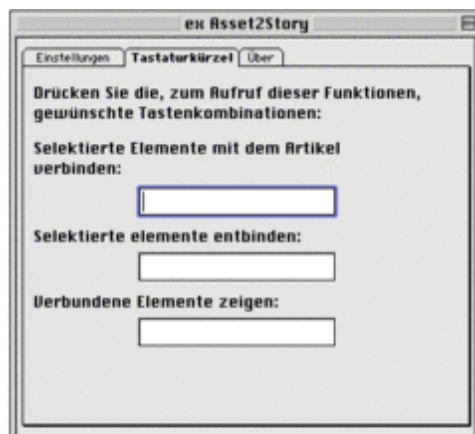 ex Asset2Story
Einstellungen Tastaturkürzel Über
Drücken Sie die, zum Aufruf dieser Funktionen,
gewünschte Tastenkombinationen:
Selektierte Elemente mit dem Artikel
verbinden:
Selektierte elemente entbinden:
Verbundene Elemente zeigen: